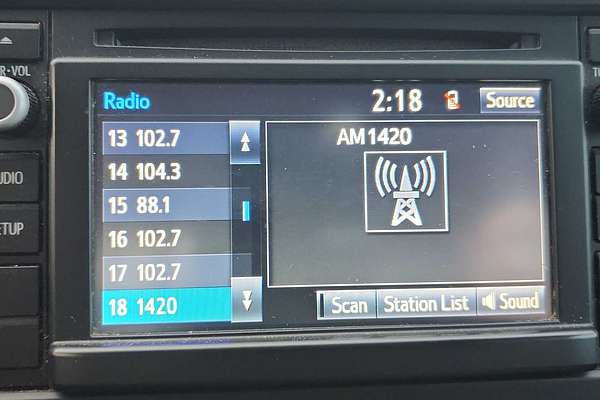 R•VOL
Radio
2:18
Source
13 102.7
14 104.3
15 88.1
16 102.7
17 102.7
18 1420
AM1420
Scan
Station List
Sound
UDIO
ETUP
TU